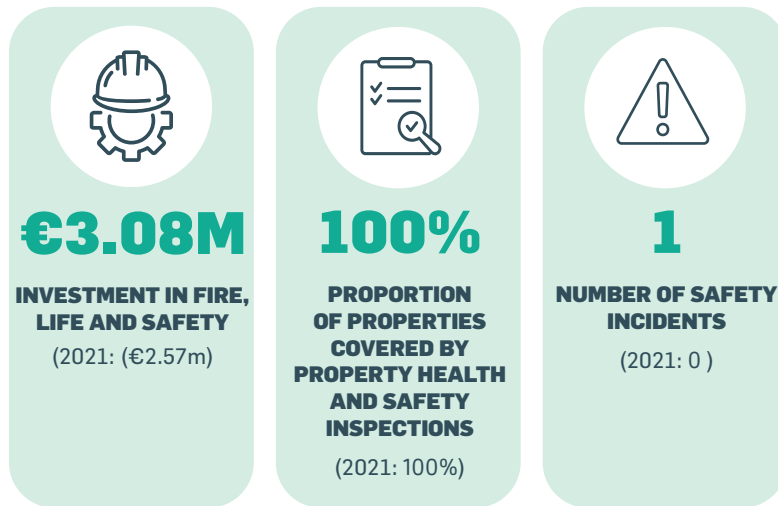 €3.08M
INVESTMENT IN FIRE,
LIFE AND SAFETY
(2021: (€2.57m)
100%
PROPORTION
OF PROPERTIES
COVERED BY
PROPERTY HEALTH
AND SAFETY
INSPECTIONS
(2021: 100%)
1
NUMBER OF SAFETY
INCIDENTS
(2021: 0 )